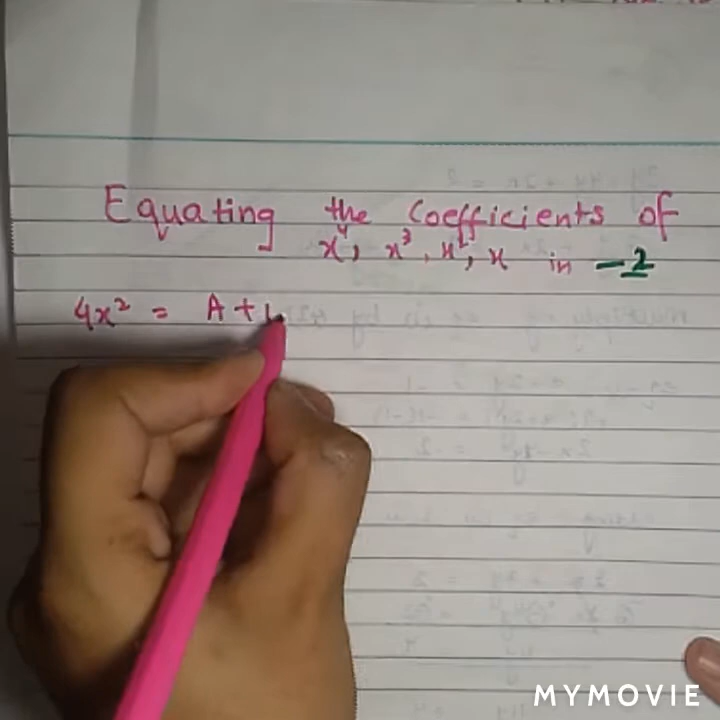 Equating the Coefficients of
x⁴, x³, x², x in -2
4x² = A +
MYMOVIE